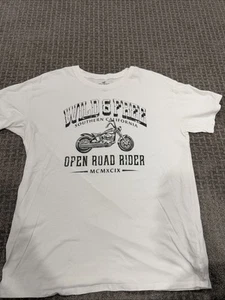 WILD & FREE
SOUTHERN CALIFORNIA
OPEN ROAD RIDER
MCMXCIX